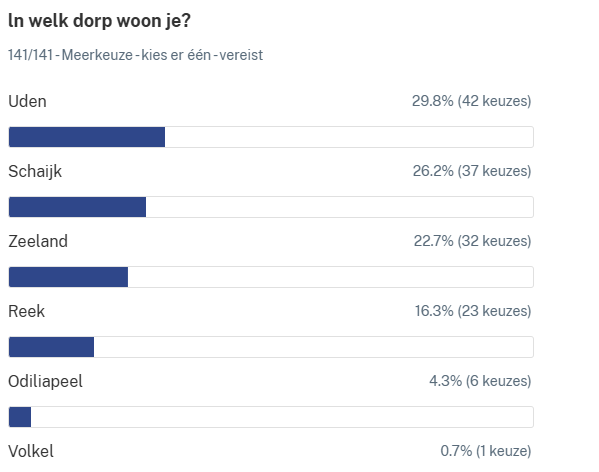 In welk dorp woon je?
141/141 - Meerkeuze - kies er één - vereist
Uden 29.8% (42 keuzes)
Schaijk 26.2% (37 keuzes)
Zeeland 22.7% (32 keuzes)
Reek 16.3% (23 keuzes)
Odiliapeel 4.3% (6 keuzes)
Volkel 0.7% (1 keuze)